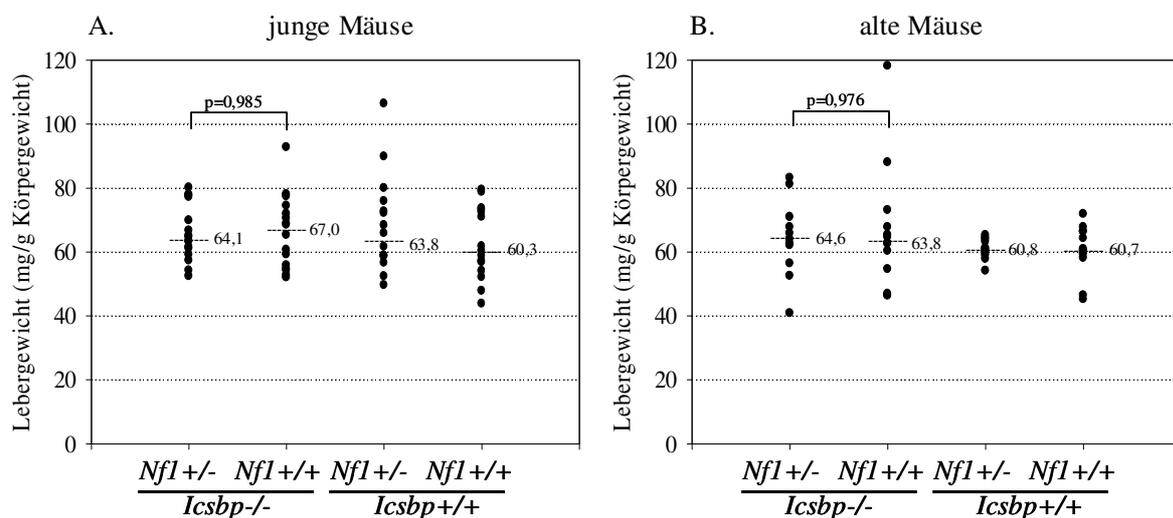 A. junge Mäuse
Lebergewicht (mg/g Körpergewicht)
120
100
80
60
40
20
0
p=0,985
64,1
67,0
63,8
60,3
Nf1+/- Nf1+/+ Nf1+/- Nf1+/+
Icsbp-/- Icsbp+/+
B. alte Mäuse
Lebergewicht (mg/g Körpergewicht)
120
100
80
60
40
20
0
p=0,976
64,6
63,8
60,8
60,7
Nf1+/- Nf1+/+ Nf1+/- Nf1+/+
Icsbp-/- Icsbp+/+